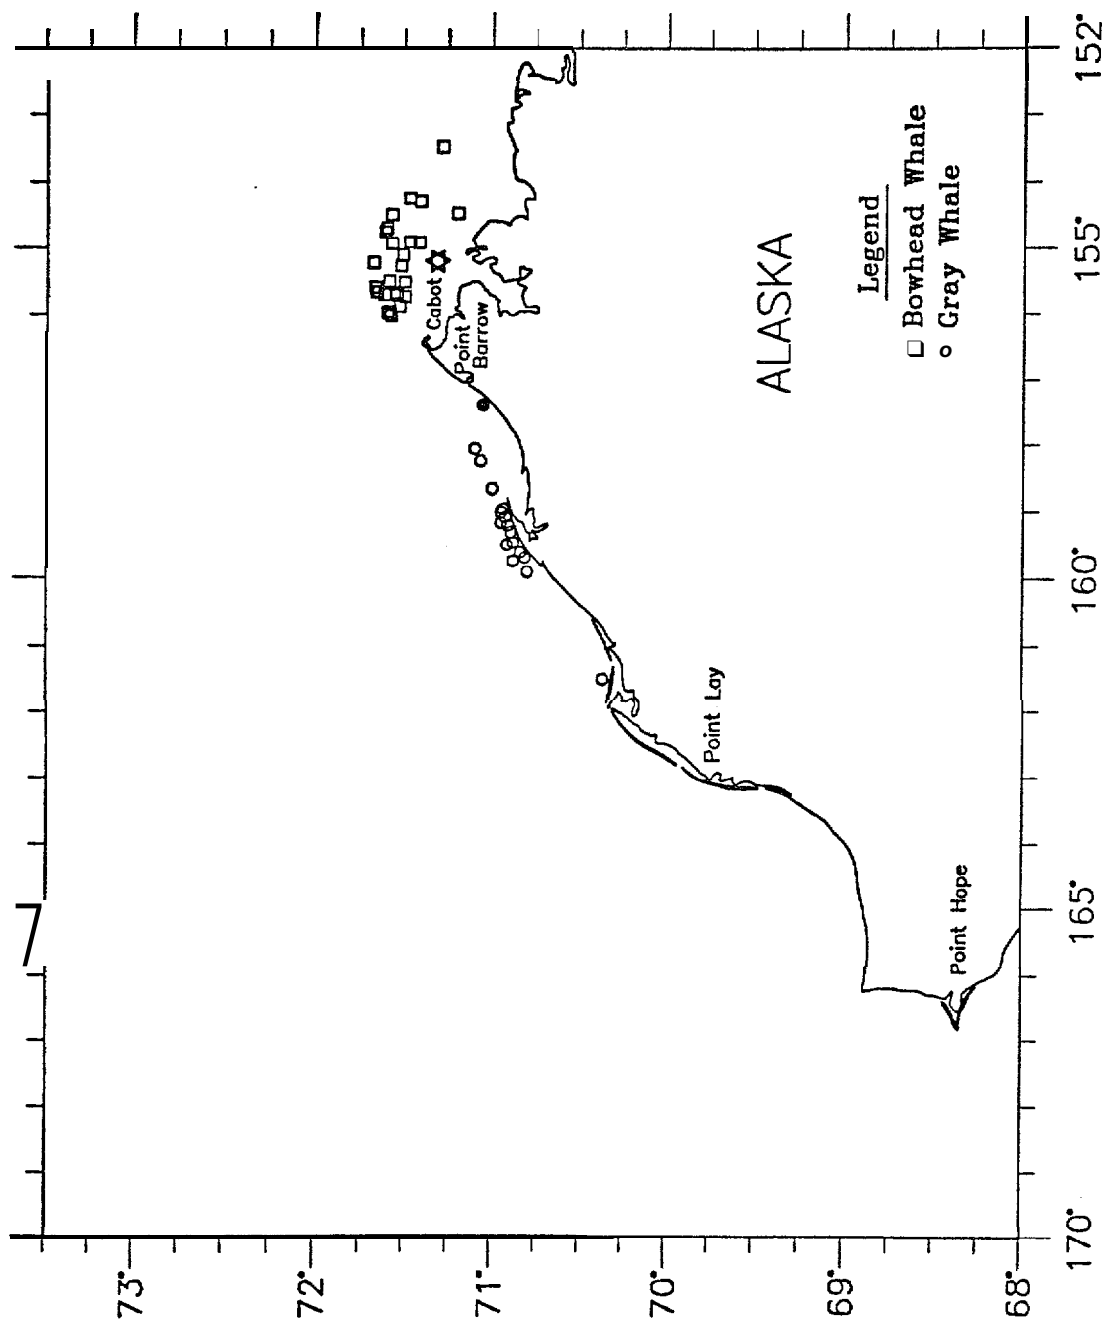 73°
72°
71°
70°
69°
68°
170°
165°
160°
155°
152°
Cabot
Point
Barrow
Point Lay
Point Hope
ALASKA
Legend
□ Bowhead Whale
○ Gray Whale